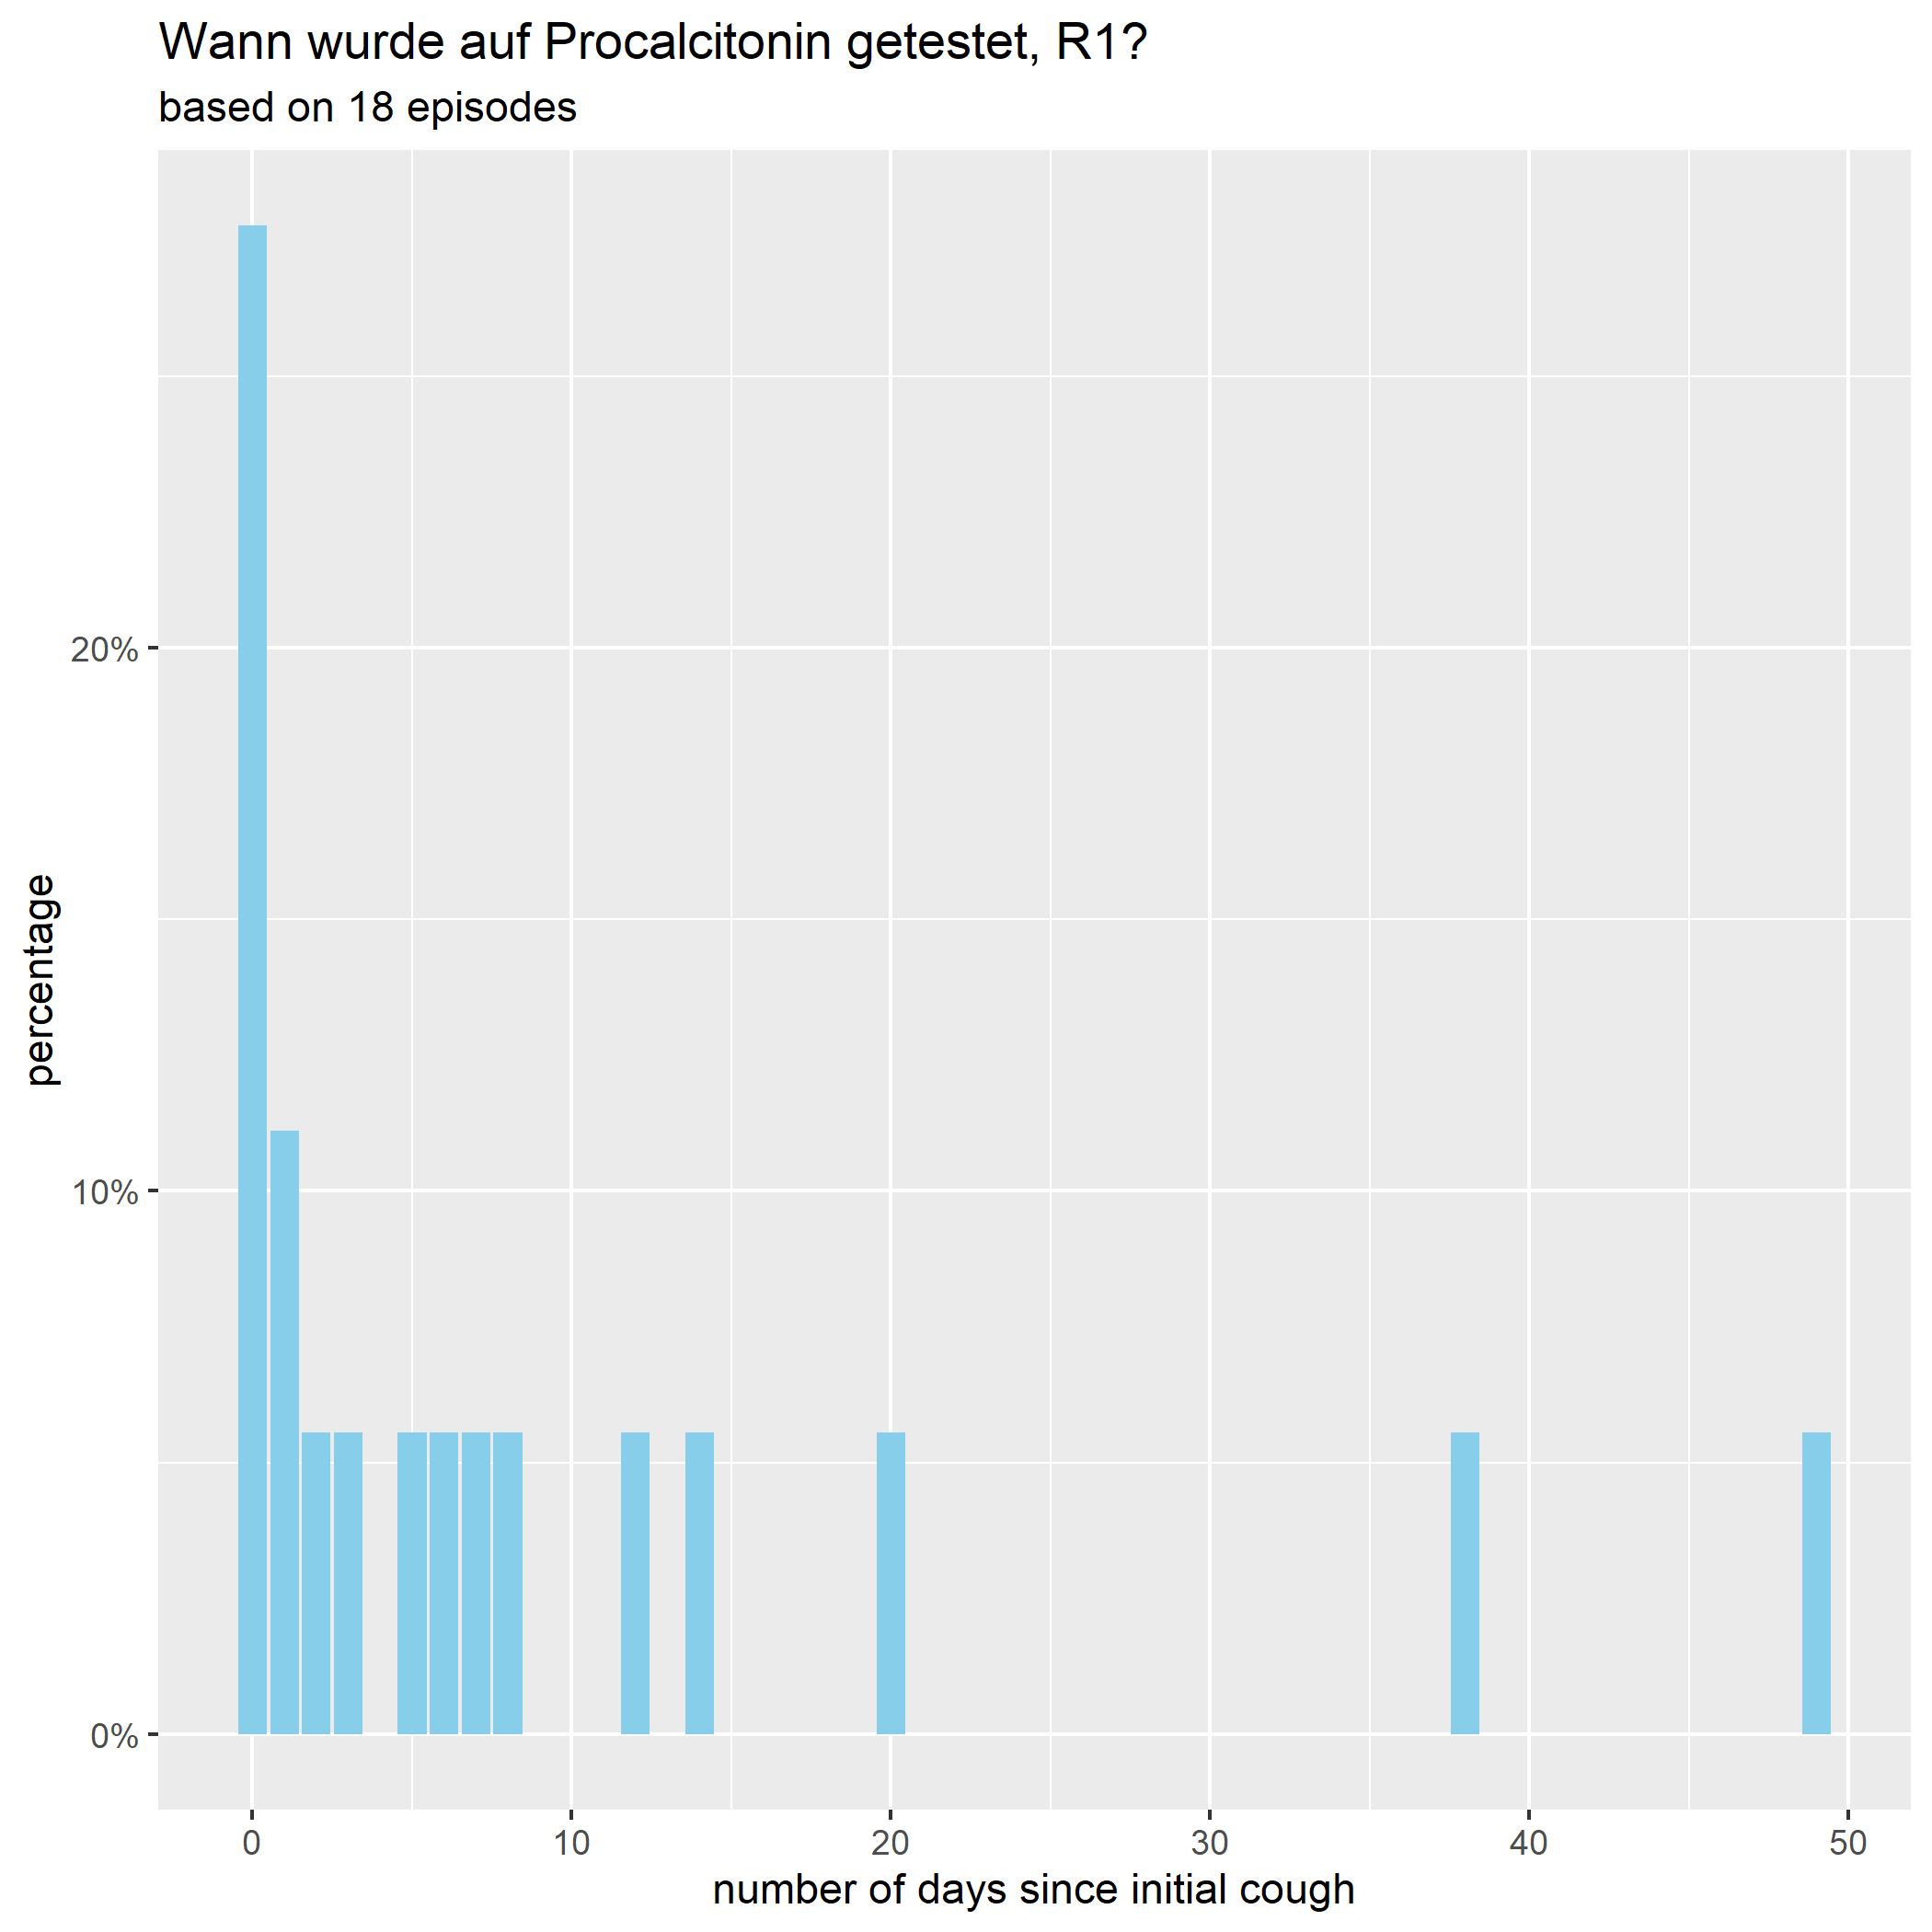 Wann wurde auf Procalcitonin getestet, R1?
based on 18 episodes
percentage
20%
10%
0%
0 10 20 30 40 50
number of days since initial cough